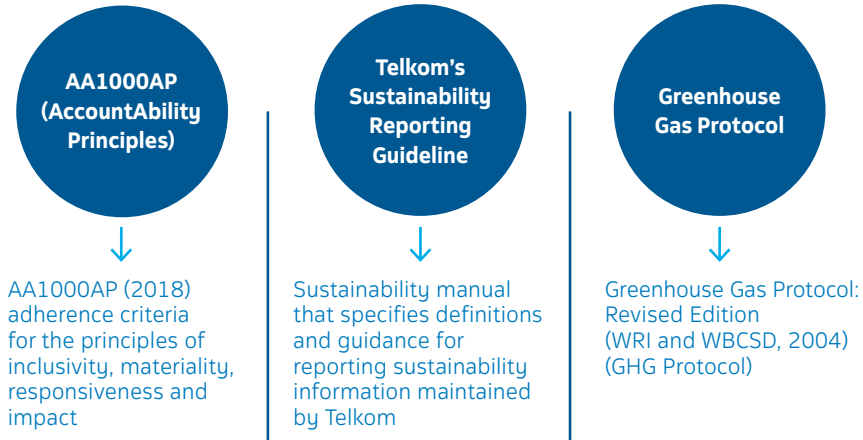 AA1000AP
(AccountAbility
Principles)
AA1000AP (2018)
adherence criteria
for the principles of
inclusivity, materiality,
responsiveness and
impact
Telkom’s
Sustainability
Reporting
Guideline
Sustainability manual
that specifies definitions
and guidance for
reporting sustainability
information maintained
by Telkom
Greenhouse
Gas Protocol
Greenhouse Gas Protocol:
Revised Edition
(WRI and WBCSD, 2004)
(GHG Protocol)